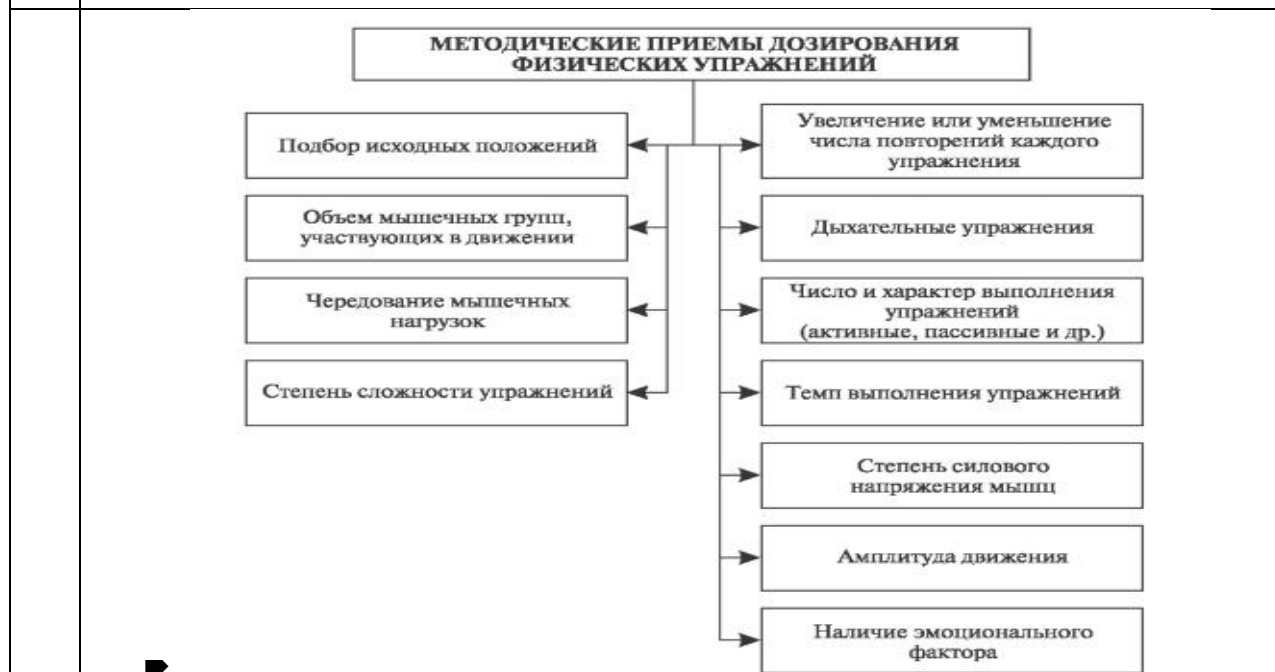 МЕТОДИЧЕСКИЕ ПРИЕМЫ ДОЗИРОВАНИЯ
ФИЗИЧЕСКИХ УПРАЖНЕНИЙ
Подбор исходных положений
Объем мышечных групп,
участвующих в движении
Чередование мышечных
нагрузок
Степень сложности упражнений
Увеличение или уменьшение
числа повторений каждого
упражнения
Дыхательные упражнения
Число и характер выполнения
упражнений
(активные, пассивные и др.)
Темп выполнения упражнений
Степень силового
напряжения мышц
Амплитуда движения
Наличие эмоционального
фактора